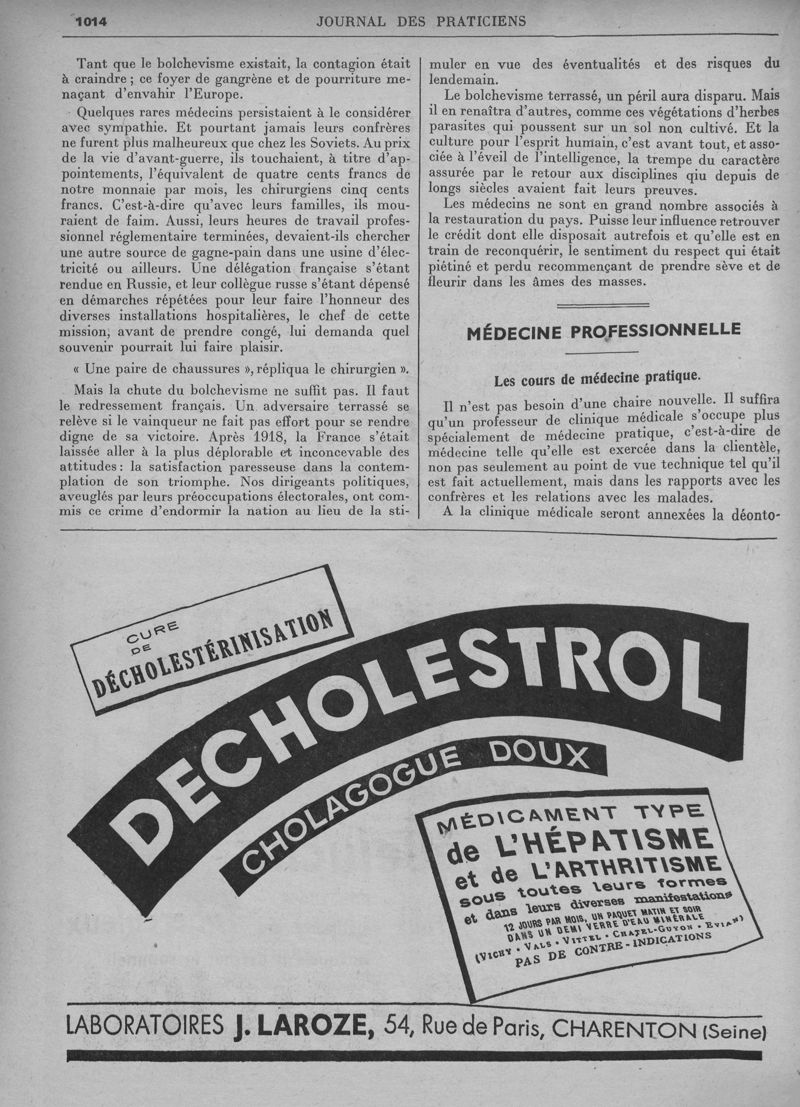 1014
JOURNAL DES PRATICIENS
Tant que le bolchevisme existait, la contagion était
à craindre ; ce foyer de gangrène et de pourriture me-
naçant d'envahir l'Europe.
Quelques rares médecins persistaient à le considérer
avec sympathie. Et pourtant jamais leurs confrères
ne furent plus malheureux que chez les Soviets. Au prix
de la vie d'avant-guerre, ils touchaient, à titre d'ap-
pointements, l'équivalent de quatre cents francs de
notre monnaie par mois, les chirurgiens cinq cents
francs. C'est-à-dire qu'avec leurs familles, ils mou-
raient de faim. Aussi, leurs heures de travail profes-
sionnel réglementaire terminées, devaient-ils chercher
une autre source de gagne-pain dans une usine d'élec-
tricité ou ailleurs. Une délégation française s'étant
rendue en Russie, et leur collègue russe s'étant dépensé
en démarches répétées pour leur faire l'honneur des
diverses installations hospitalières, le chef de cette
mission, avant de prendre congé, lui demanda quel
souvenir pourrait lui faire plaisir.
« Une paire de chaussures », répliqua le chirurgien ».
Mais la chute du bolchevisme ne suffit pas. Il faut
le redressement français. Un adversaire terrassé se
relève si le vainqueur ne fait pas effort pour se rendre
digne de sa victoire. Après 1918, la France s'était
laissée aller à la plus déplorable et inconcevable des
attitudes : la satisfaction paresseuse dans la contem-
plation de son triomphe. Nos dirigeants politiques,
aveuglés par leurs préoccupations électorales, ont com-
mis ce crime d'endormir la nation au lieu de la sti-
muler en vue des éventualités et des risques du
lendemain.
Le bolchevisme terrassé, un péril aura disparu. Mais
il en renaîtra d'autres, comme ces végétations d'herbes
parasites qui poussent sur un sol non cultivé. Et la
culture pour l'esprit humain, c'est avant tout, et asso-
ciée à l'éveil de l'intelligence, la trempe du caractère
assurée par le retour aux disciplines qiu depuis de
longs siècles avaient fait leurs preuves.
Les médecins ne sont en grand nombre associés à
la restauration du pays. Puisse leur influence retrouver
le crédit dont elle disposait autrefois et qu'elle est en
train de reconquérir, le sentiment du respect qui était
piétiné et perdu recommençant de prendre sève et de
fleurir dans les âmes des masses.
MÉDECINE PROFESSIONNELLE
Les cours de médecine pratique.
Il n'est pas besoin d'une chaire nouvelle. Il suffira
qu'un professeur de clinique médicale s'occupe plus
spécialement de médecine pratique, c'est-à-dire de
médecine telle qu'elle est exercée dans la clientèle,
non pas seulement au point de vue technique tel qu'il
est fait actuellement, mais dans les rapports avec les
confrères et les relations avec les malades.
A la clinique médicale seront annexées la déonto-
CURE
DE
DÉCHOLESTÉRINISATION
DECHOLESTROL
CHOLAGOGUE DOUX
MÉDICAMENT TYPE
de L'HÉPATISME
et de L'ARTHRITISME
sous toutes leurs formes
et dans leurs diverses manifestations
12 JOURS PAR MOIS, UN PAQUET MATIN ET SOIR
DANS UN DEMI VERRE D'EAU MINÉRALE
(VICHY • VALS • VITTEL • CHATEL-GUYON • EVIAN)
PAS DE CONTRE-INDICATIONS
LABORATOIRES J. LAROZE, 54, Rue de Paris, CHARENTON (Seine)